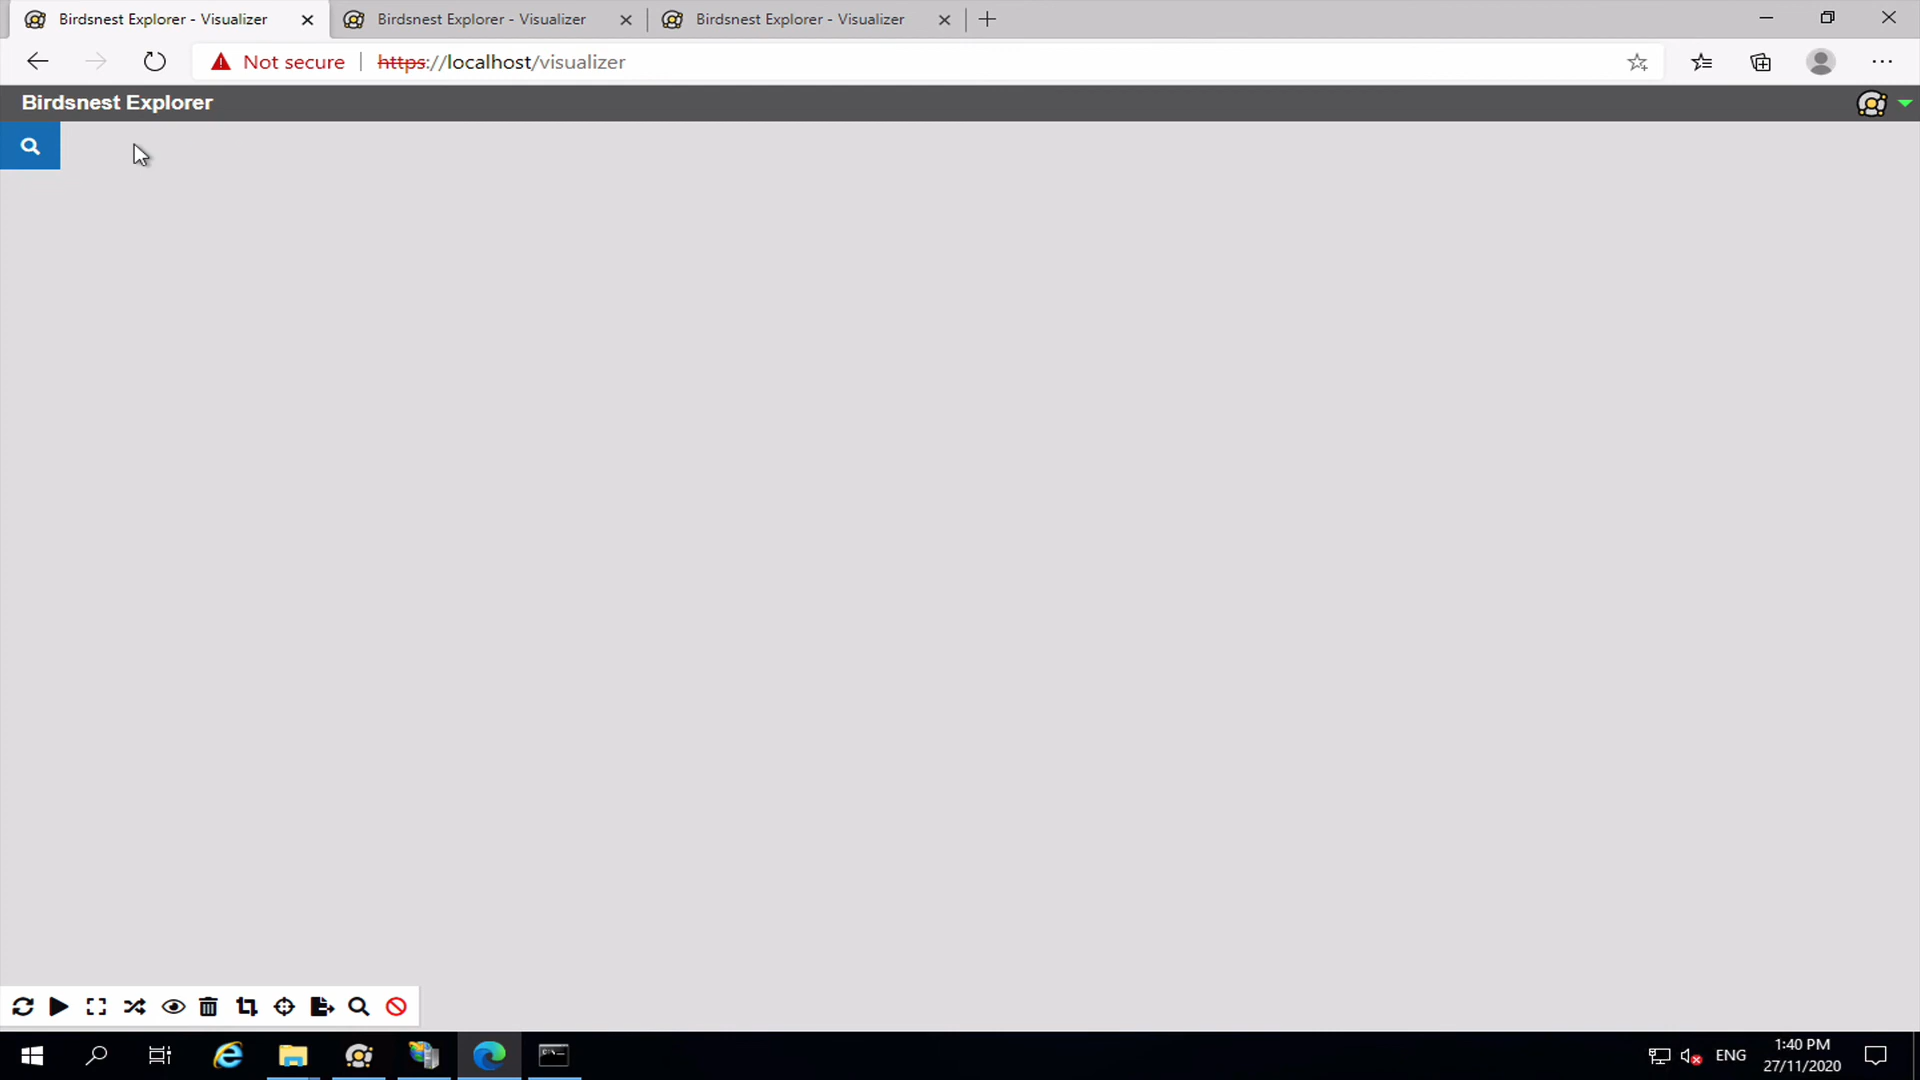 Birdsnest Explorer - Visualizer
Birdsnest Explorer - Visualizer
Birdsnest Explorer - Visualizer
Not secure
https://localhost/visualizer
Birdsnest Explorer
ENG
1:40 PM
27/11/2020